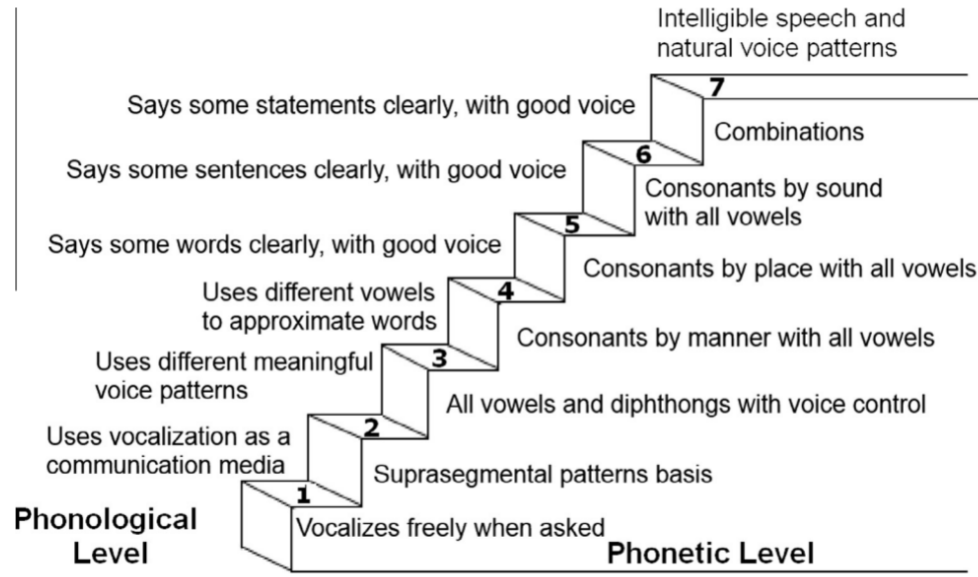 Intelligible speech and
natural voice patterns
7
Says some statements clearly, with good voice
Combinations
6
Says some sentences clearly, with good voice
Consonants by sound
with all vowels
5
Says some words clearly, with good voice
Consonants by place with all vowels
4
Uses different vowels
to approximate words
Consonants by manner with all vowels
3
Uses different meaningful
voice patterns
All vowels and diphthongs with voice control
2
Uses vocalization as a
communication media
Suprasegmental patterns basis
1
Vocalizes freely when asked
Phonological
Level
Phonetic Level